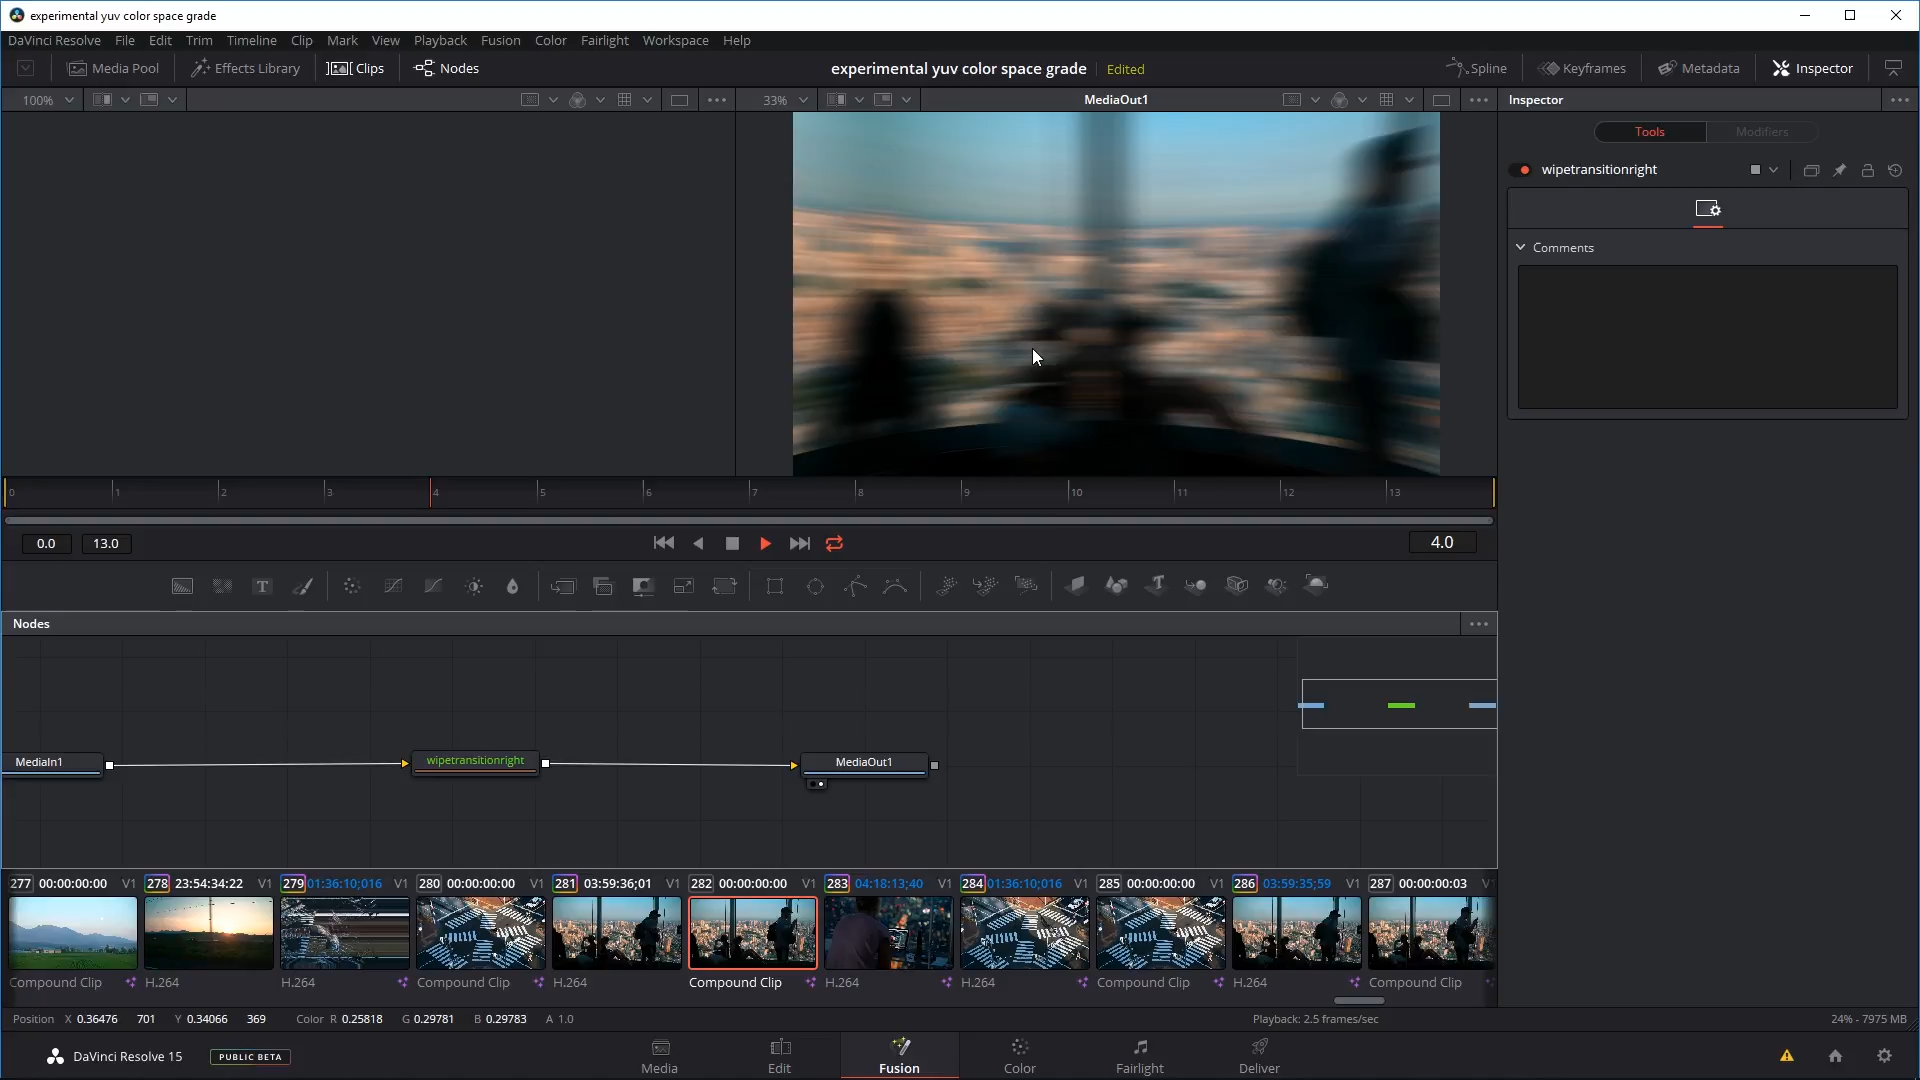 experimental yuv color space grade
DaVinci Resolve File Edit Trim Timeline Clip Mark View Playback Fusion Color Fairlight Workspace Help
Media Pool Effects Library Clips Nodes experimental yuv color space grade Edited Spline Keyframes Metadata Inspector
100% 33% MediaOut1 Inspector
Tools Modifiers
wipetransitionright
Comments
0 1 2 3 4 5 6 7 8 9 10 11 12 13
0.0 13.0 4.0
Nodes
MediaIn1 wipetransitionright MediaOut1
277 00:00:00:00 V1 278 23:54:34:22 V1 279 01:36:10;016 V1 280 00:00:00:00 V1 281 03:59:36;01 V1 282 00:00:00:00 V1 283 04:18:13;40 V1 284 01:36:10;016 V1 285 00:00:00:00 V1 286 03:59:35;59 V1 287 00:00:00:03 V
Compound Clip H.264 H.264 Compound Clip H.264 Compound Clip H.264 H.264 Compound Clip H.264 Compound Clip
Position X 0.36476 701 Y 0.34066 369 Color R 0.25818 G 0.29781 B 0.29783 A 1.0 Playback: 2.5 frames/sec 24% - 7975 MB
DaVinci Resolve 15 PUBLIC BETA Media Edit Fusion Color Fairlight Deliver